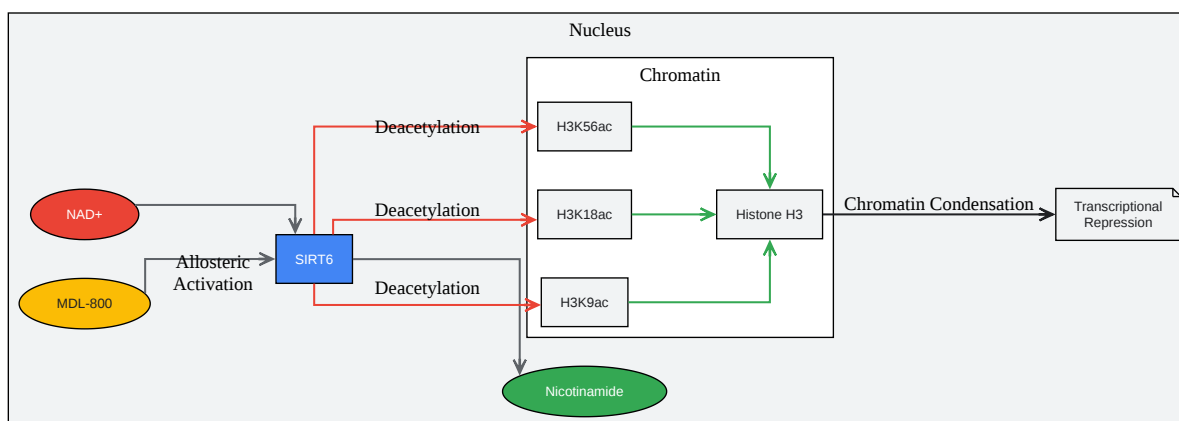 Nucleus
Chromatin
H3K56ac
Deacetylation
NAD+
H3K18ac
Deacetylation
Histone H3
Chromatin Condensation
Transcriptional
Repression
SIRT6
Allosteric
Activation
MDL-800
Deacetylation
H3K9ac
Nicotinamide